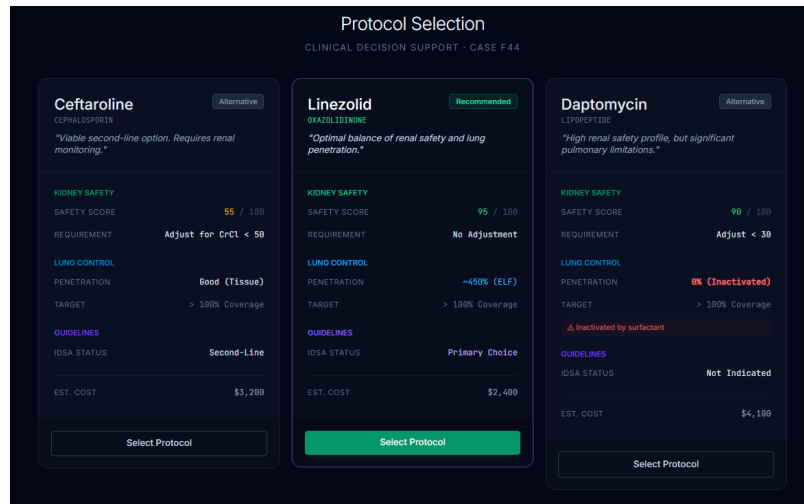 Protocol Selection
CLINICAL DECISION SUPPORT · CASE F44
Ceftaroline
Alternative
CEPHALOSPORIN
"Viable second-line option. Requires renal
monitoring."
KIDNEY SAFETY
SAFETY SCORE 55 / 100
REQUIREMENT Adjust for CrCl < 50
LUNG CONTROL
PENETRATION Good (Tissue)
TARGET > 100% Coverage
GUIDELINES
IDSA STATUS Second-Line
EST. COST $3,200
Select Protocol
Linezolid
Recommended
OXAZOLIDINONE
"Optimal balance of renal safety and lung
penetration."
KIDNEY SAFETY
SAFETY SCORE 95 / 100
REQUIREMENT No Adjustment
LUNG CONTROL
PENETRATION ~450% (ELF)
TARGET > 100% Coverage
GUIDELINES
IDSA STATUS Primary Choice
EST. COST $2,400
Select Protocol
Daptomycin
Alternative
LIPOPEPTIDE
"High renal safety profile, but significant
pulmonary limitations."
KIDNEY SAFETY
SAFETY SCORE 90 / 100
REQUIREMENT Adjust < 30
LUNG CONTROL
PENETRATION 0% (Inactivated)
TARGET > 100% Coverage
⚠ Inactivated by surfactant
GUIDELINES
IDSA STATUS Not Indicated
EST. COST $4,100
Select Protocol